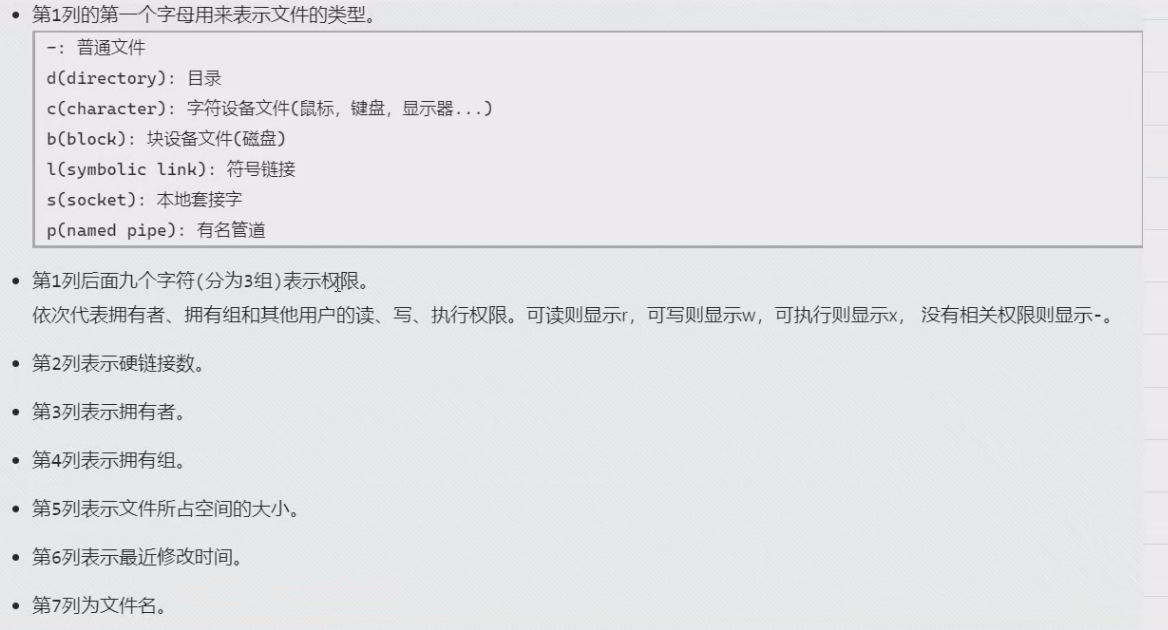 • 第1列的第一个字母用来表示文件的类型。
-: 普通文件
d(directory): 目录
c(character): 字符设备文件(鼠标, 键盘, 显示器...)
b(block): 块设备文件(磁盘)
l(symbolic link): 符号链接
s(socket): 本地套接字
p(named pipe): 有名管道
• 第1列后面九个字符(分为3组)表示权限。
依次代表拥有者、拥有组和其他用户的读、写、执行权限。可读则显示r, 可写则显示w, 可执行则显示x, 没有相关权限则显示-。
• 第2列表示硬链接数。
• 第3列表示拥有者。
• 第4列表示拥有组。
• 第5列表示文件所占空间的大小。
• 第6列表示最近修改时间。
• 第7列为文件名。